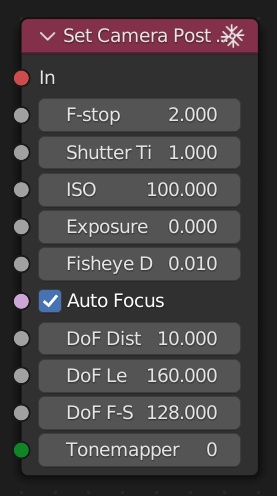 Set Camera Post ...
In
F-stop 2.000
Shutter Ti 1.000
ISO 100.000
Exposure 0.000
Fisheye D 0.010
Auto Focus
DoF Dist 10.000
DoF Le 160.000
DoF F-S 128.000
Tonemapper 0